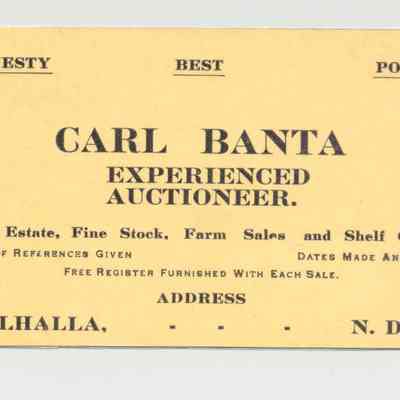 ESTY BEST PO
CARL BANTA
EXPERIENCED
AUCTIONEER.
Estate, Fine Stock, Farm Sales and Shelf
OF REFERENCES GIVEN DATES MADE AN
FREE REGISTER FURNISHED WITH EACH SALE.
ADDRESS
LHALLA, - - - N. D